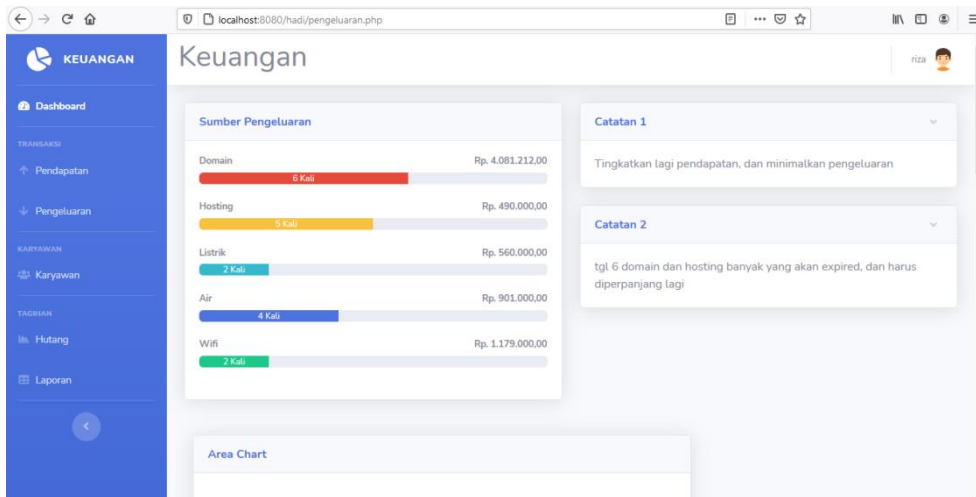 localhost:8080/hadi/pengeluaran.php
KEUANGAN
Keuangan
riza
Dashboard
TRANSAKSI
Pendapatan
Pengeluaran
KARYAWAN
Karyawan
TAGIHAN
Hutang
Laporan
Sumber Pengeluaran
Domain Rp. 4.081.212,00
6 Kali
Hosting Rp. 490.000,00
5 Kali
Listrik Rp. 560.000,00
2 Kali
Air Rp. 901.000,00
4 Kali
Wifi Rp. 1.179.000,00
2 Kali
Catatan 1
Tingkatkan lagi pendapatan, dan minimalkan pengeluaran
Catatan 2
tgl 6 domain dan hosting banyak yang akan expired, dan harus
diperpanjang lagi
Area Chart